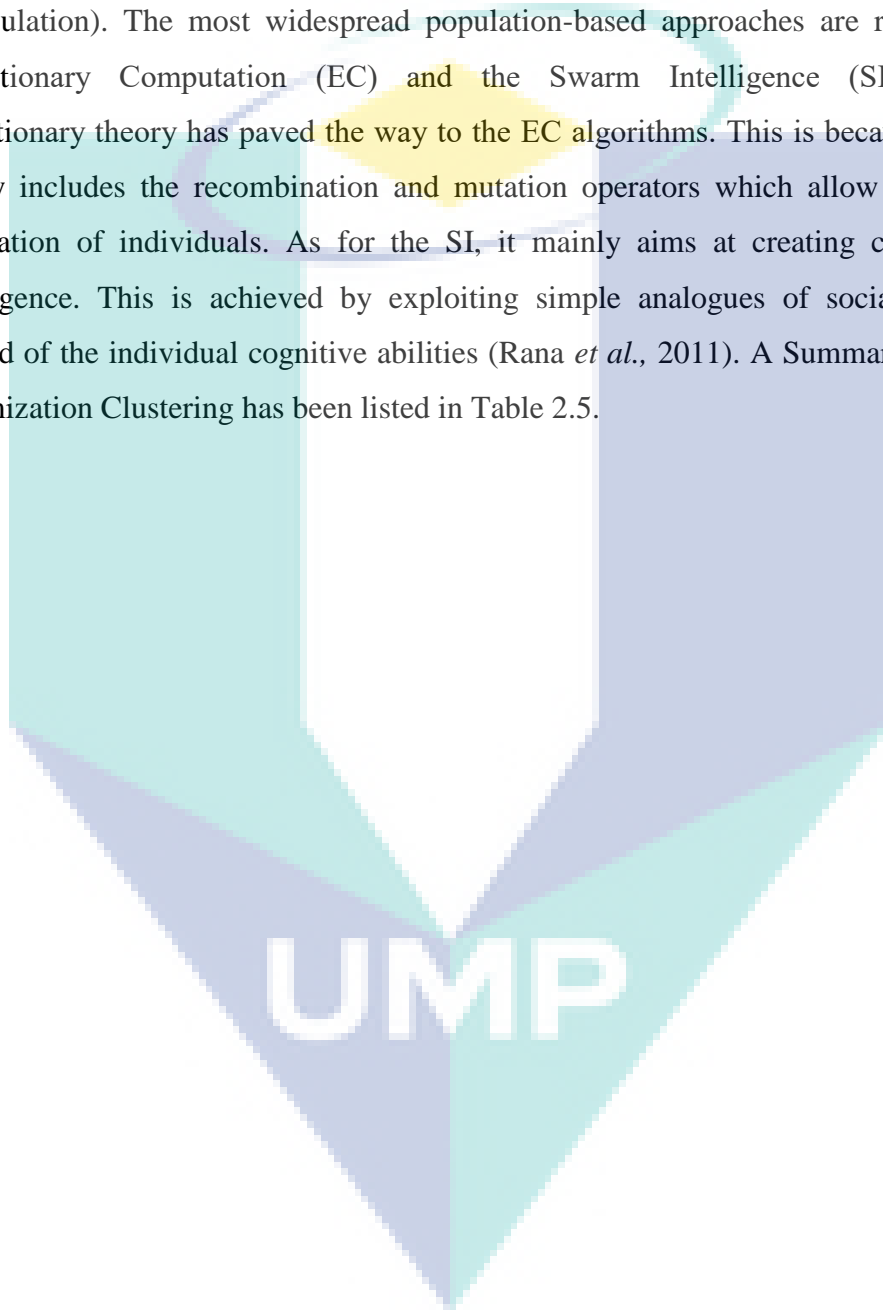 ulation). The most widespread population-based approaches are r
tionary Computation (EC) and the Swarm Intelligence (SI
tionary theory has paved the way to the EC algorithms. This is beca
y includes the recombination and mutation operators which allow
ation of individuals. As for the SI, it mainly aims at creating c
gence. This is achieved by exploiting simple analogues of socia
d of the individual cognitive abilities (Rana et al., 2011). A Summar
ization Clustering has been listed in Table 2.5.
UMP